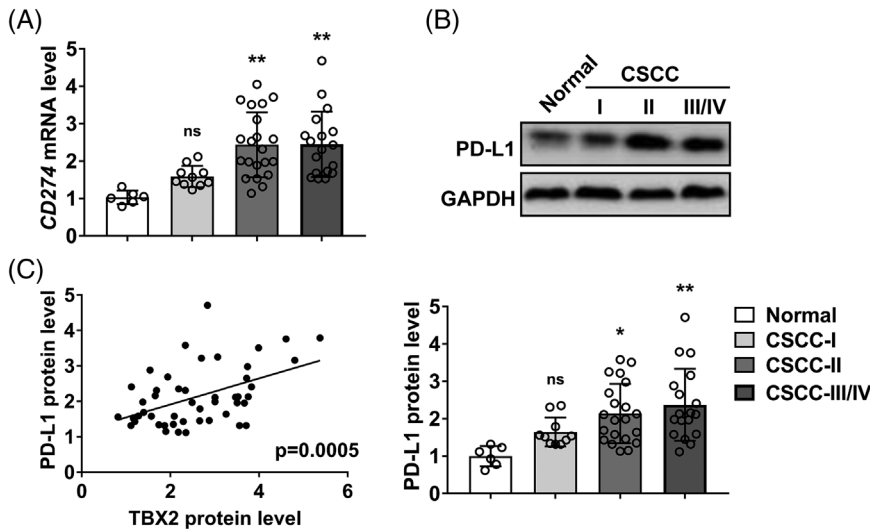 (A)
CD274 mRNA level
5
4
3
2
1
0
ns
**
**
(B)
Normal
CSCC
I II III/IV
PD-L1
GAPDH
(C)
PD-L1 protein level
5
4
3
2
1
0
0 2 4 6
TBX2 protein level
p=0.0005
PD-L1 protein level
5
4
3
2
1
0
ns
*
**
Normal
CSCC-I
CSCC-II
CSCC-III/IV